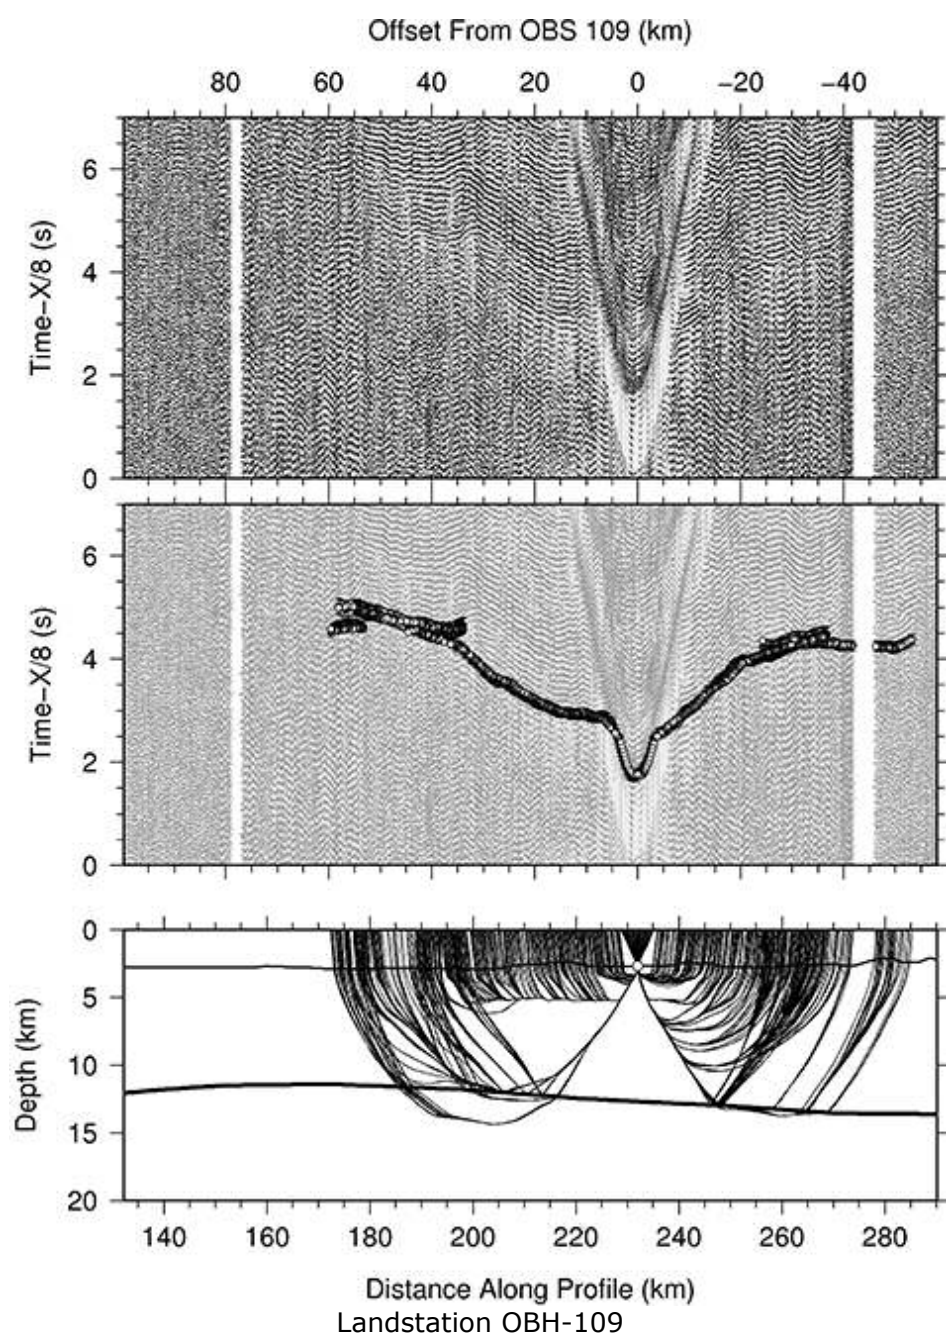 Offset From OBS 109 (km)
80 60 40 20 0 −20 −40
Time−X/8 (s)
6
4
2
0
Time−X/8 (s)
6
4
2
0
Depth (km)
0
5
10
15
20
140 160 180 200 220 240 260 280
Distance Along Profile (km)
Landstation OBH-109